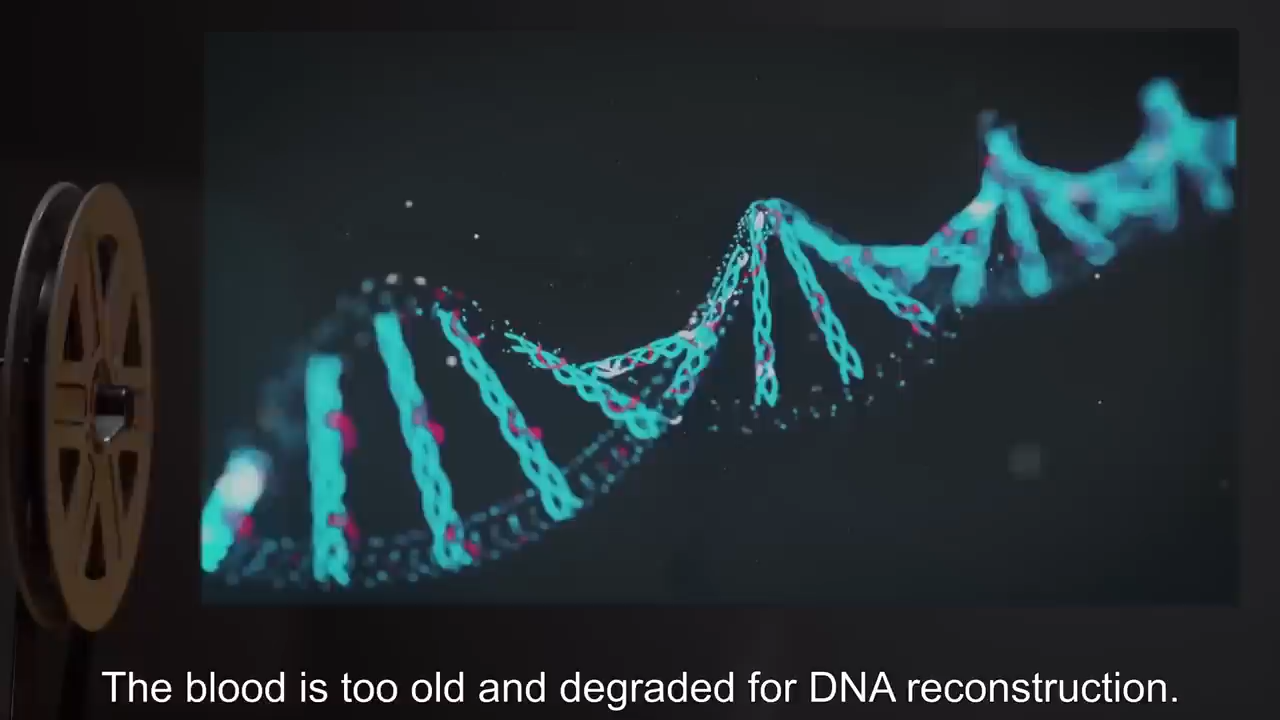 The blood is too old and degraded for DNA reconstruction.